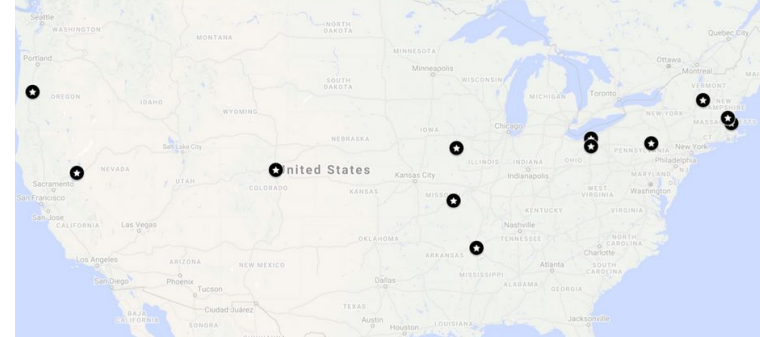 Seattle
WASHINGTON
NORTH
DAKOTA
MONTANA
Quebec City
MINNESOTA
Portland
Ottawa
Montreal
Minneapolis
SOUTH
DAKOTA
WISCONSIN
VERMONT
OREGON
IDAHO
MICHIGAN
Toronto
NEW
HAMPSHIRE
WYOMING
NEW YORK
IOWA
Chicago
NEBRASKA
Salt Lake City
PENNSYLVANIA
New York
NEVADA
ILLINOIS
INDIANA
OHIO
Philadelphia
United States
Indianapolis
MARYLAND
Sacramento
UTAH
COLORADO
KANSAS
Kansas City
WEST
VIRGINIA
Washington
San Francisco
San Jose
KENTUCKY
VIRGINIA
CALIFORNIA
Las Vegas
Nashville
OKLAHOMA
TENNESSEE
NORTH
CAROLINA
Los Angeles
ARIZONA
NEW MEXICO
ARKANSAS
Charlotte
Atlanta
SOUTH
CAROLINA
San Diego
Phoenix
Tucson
Dallas
MISSISSIPPI
ALABAMA
GEORGIA
BAJA
CALIFORNIA
Ciudad Juárez
TEXAS
SONORA
Austin
Houston
LOUISIANA
Jacksonville